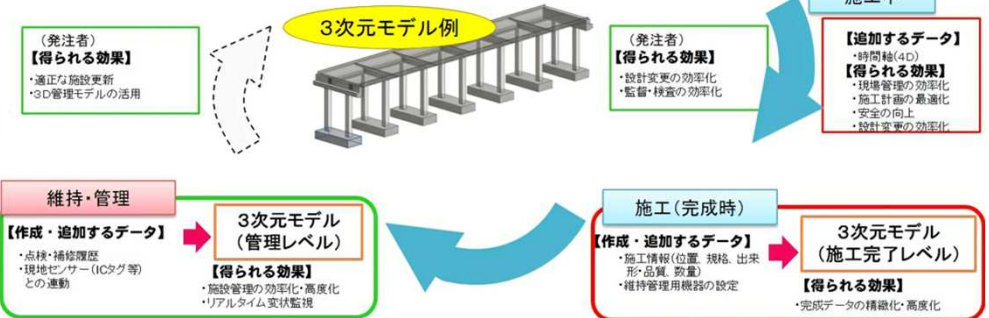 ３次元モデル例
（発注者）
【得られる効果】
・適正な施設更新
・３Ｄ管理モデルの活用
（発注者）
【得られる効果】
・設計変更の効率化
・監督・検査の効率化
【追加するデータ】
・時間軸(４Ｄ)
【得られる効果】
・現場管理の効率化
・施工計画の最適化
・安全の向上
・設計変更の効率化
維持・管理
【作成・追加するデータ】
・点検・補修履歴
・現地センサー（ICタグ等）
との連動
３次元モデル
（管理レベル）
【得られる効果】
・施設管理の効率化・高度化
・リアルタイム変状監視
施工（完成時）
【作成・追加するデータ】
・施工情報（位置、規格、出来
形・品質、数量）
・維持管理用機器の設定
３次元モデル
（施工完了レベル）
【得られる効果】
・完成データの精緻化・高度化